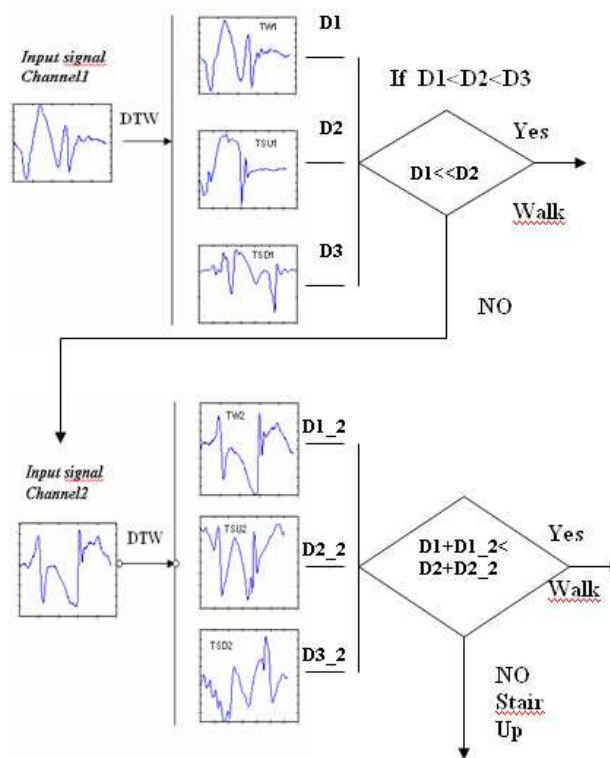 Input signal
Channel1
DTW
TW1
D1
TSU1
D2
TSD1
D3
If D1<D2<D3
D1<<D2
Yes
Walk
NO
Input signal
Channel2
DTW
TW2
D1_2
TSU2
D2_2
TSD2
D3_2
D1+D1_2<
D2+D2_2
Yes
Walk
NO
Stair
Up